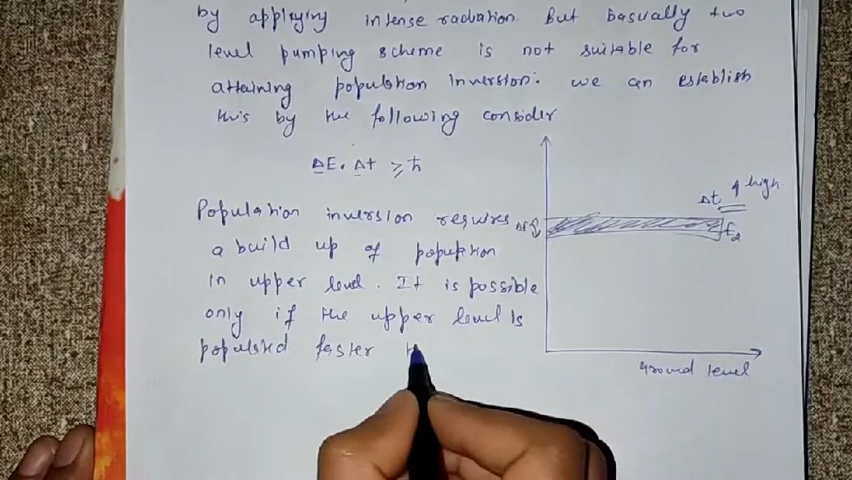 by applying intense radiation. But basually two
level pumping scheme is not suitable for
attaining population inversion. we can establish
this by the following consider
ΔE. Δt ≥ ħ
Population inversion requires
a build up of popuption
in upper level. It is possible
only if the upper level is
populated faster
Δt high
ΔE
E2
Ground level